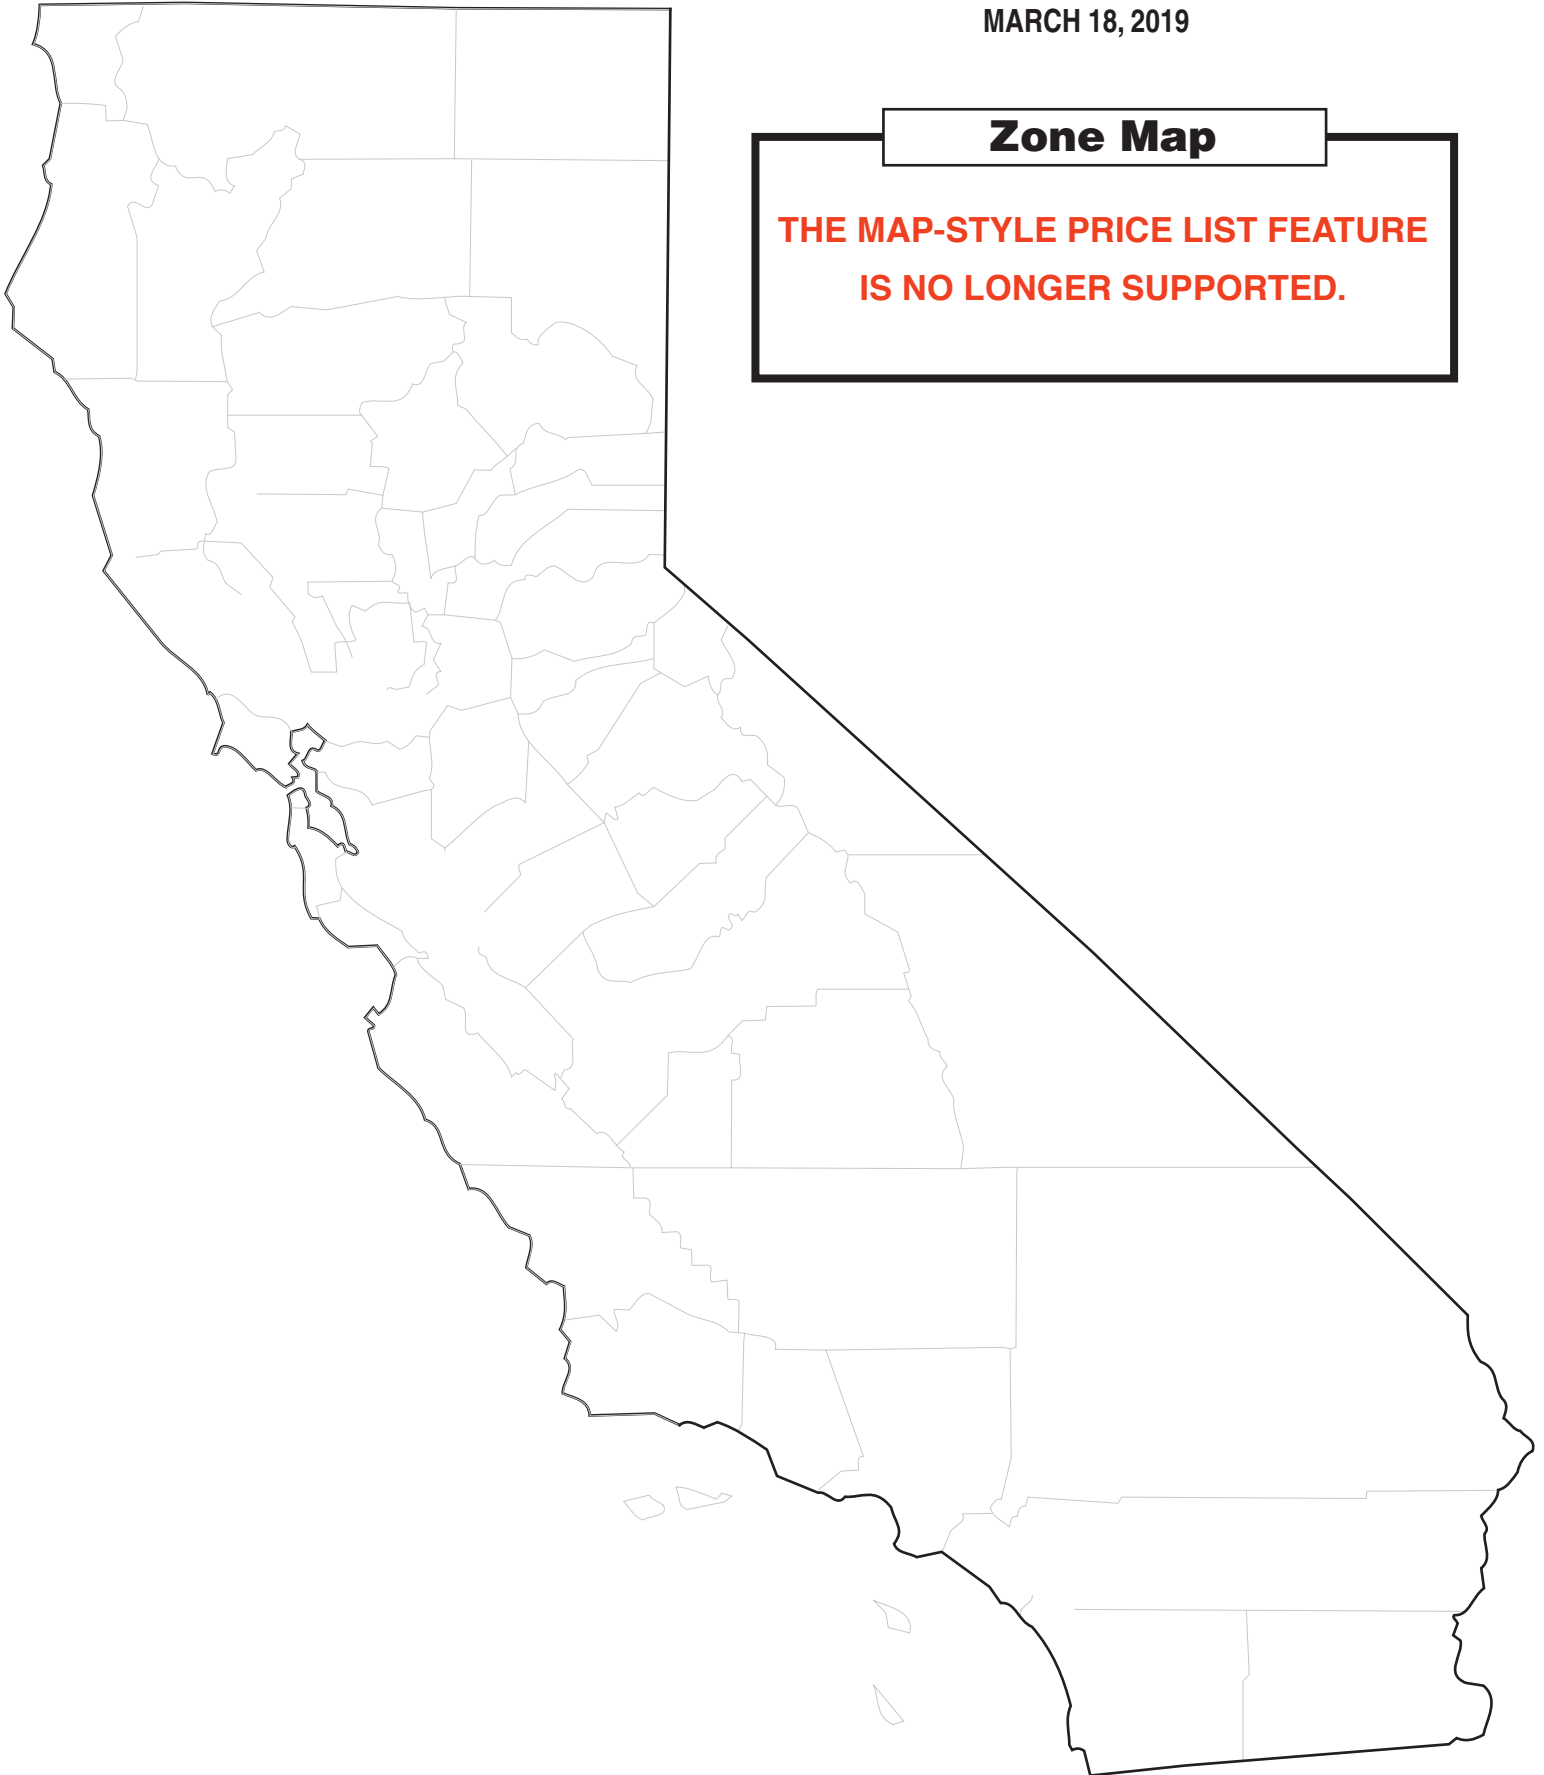 MARCH 18, 2019
Zone Map
THE MAP-STYLE PRICE LIST FEATURE
IS NO LONGER SUPPORTED.